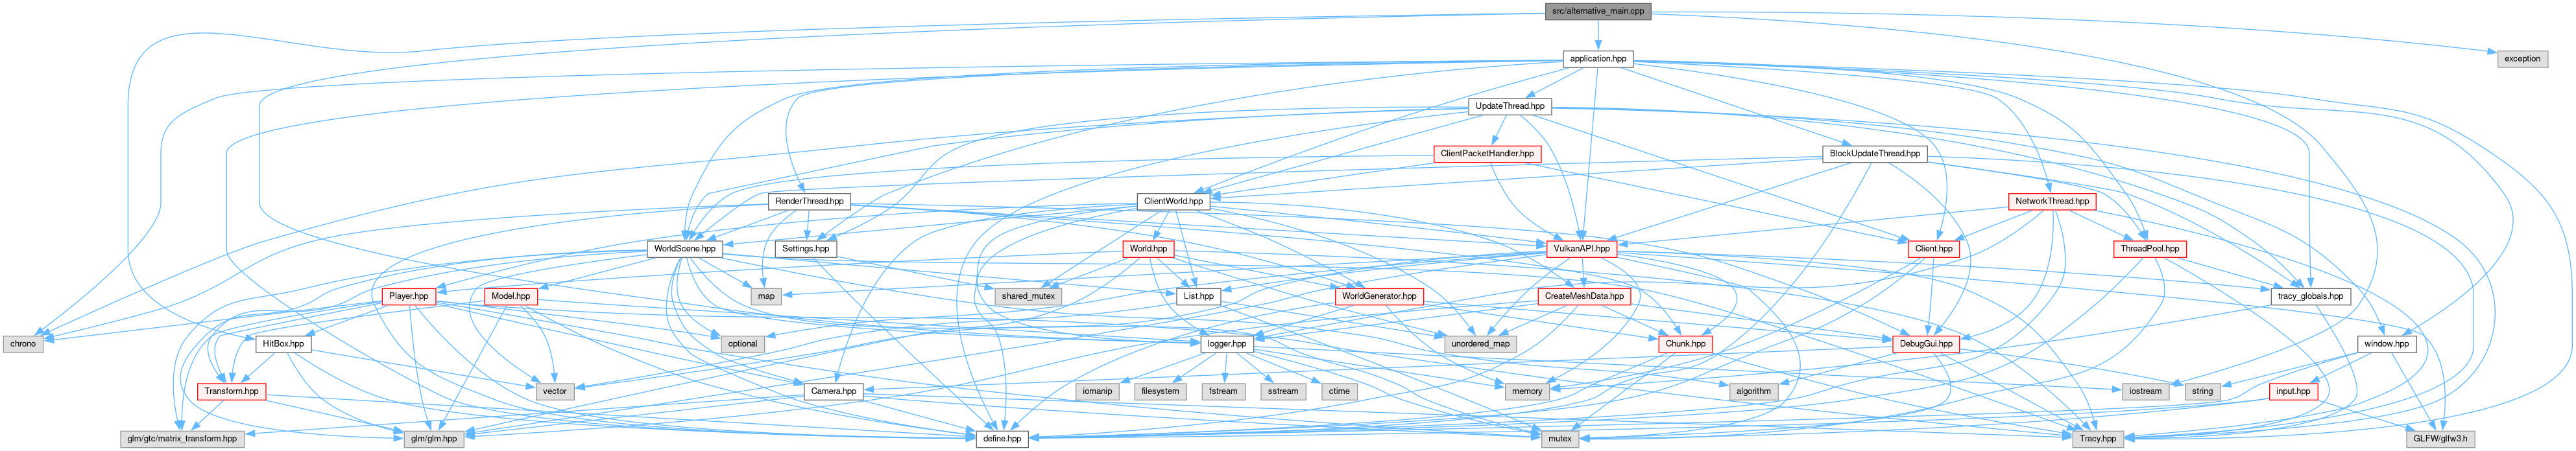 src/alternative_main.cpp
application.hpp
exception
UpdateThread.hpp
ClientPacketHandler.hpp
BlockUpdateThread.hpp
RenderThread.hpp
ClientWorld.hpp
NetworkThread.hpp
WorldScene.hpp
Settings.hpp
World.hpp
VulkanAPI.hpp
Client.hpp
ThreadPool.hpp
Player.hpp
Model.hpp
map
shared_mutex
List.hpp
WorldGenerator.hpp
CreateMeshData.hpp
tracy_globals.hpp
chrono
HitBox.hpp
optional
logger.hpp
unordered_map
Chunk.hpp
DebugGui.hpp
window.hpp
Transform.hpp
vector
Camera.hpp
iomanip
filesystem
fstream
sstream
ctime
memory
algorithm
iostream
string
input.hpp
glm/gtc/matrix_transform.hpp
glm/glm.hpp
define.hpp
mutex
Tracy.hpp
GLFW/glfw3.h